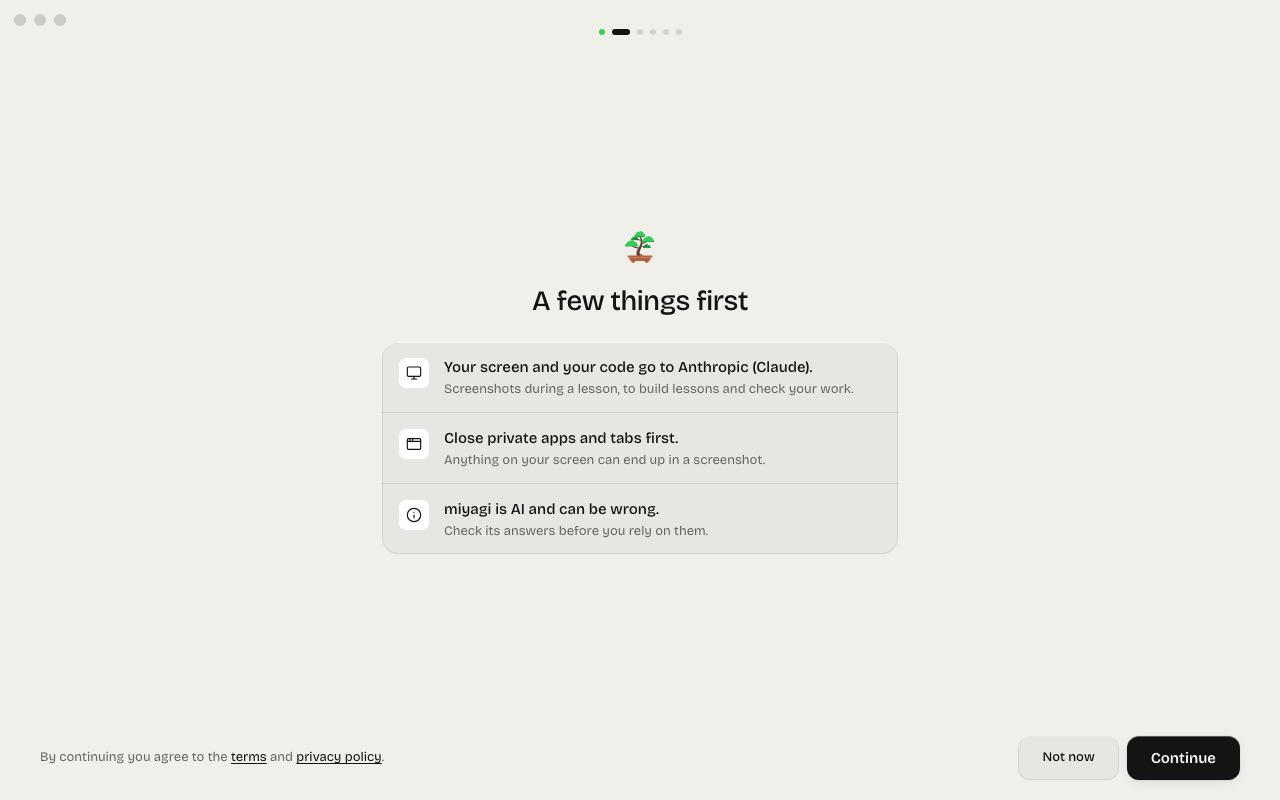 A few things first
Your screen and your code go to Anthropic (Claude).
Screenshots during a lesson, to build lessons and check your work.
Close private apps and tabs first.
Anything on your screen can end up in a screenshot.
miyagi is AI and can be wrong.
Check its answers before you rely on them.
By continuing you agree to the terms and privacy policy.
Not now
Continue